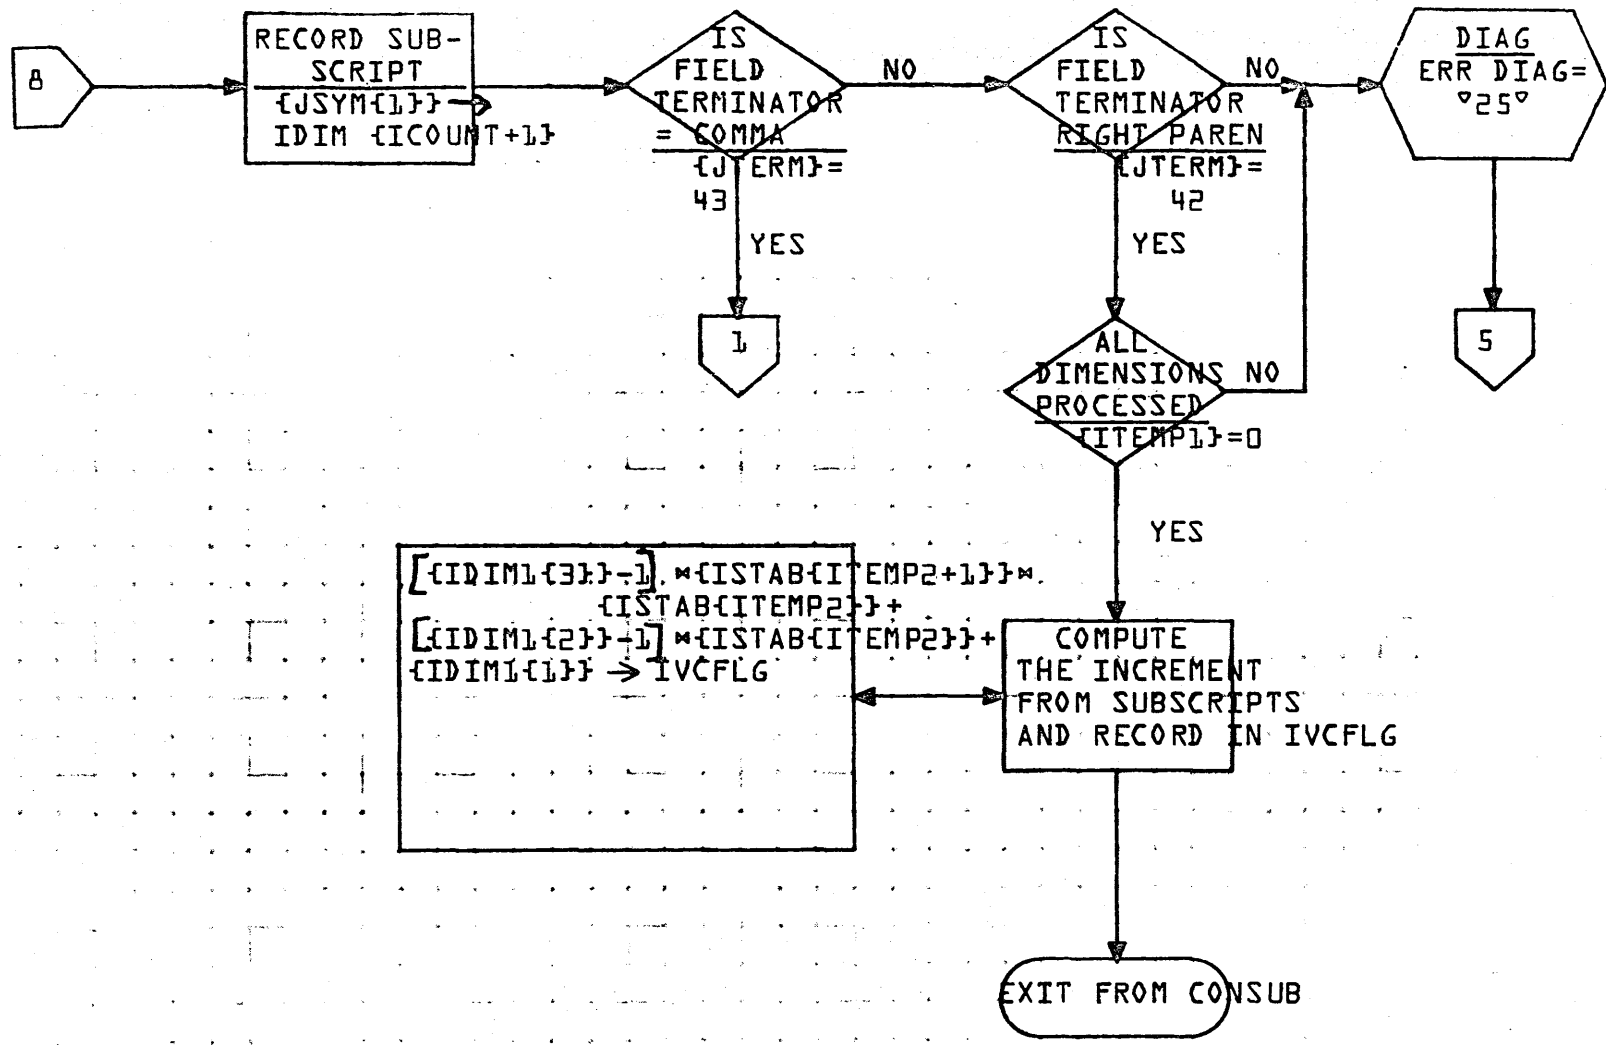 8
RECORD SUB-
SCRIPT
{JSYM{1}}→
IDIM {ICOUNT+1}
IS
FIELD
TERMINATOR
= COMMA
{JTERM}=
43
NO
YES
1
IS
FIELD
TERMINATOR
RIGHT PAREN
{JTERM}=
42
NO
YES
DIAG
ERR DIAG=
∇25∇
5
ALL
DIMENSIONS
PROCESSED
{ITEMP1}=0
NO
YES
[{IDIM1{3}}-1].*{ISTAB{ITEMP2+1}}*.
{ISTAB{ITEMP2}}+
[{IDIM1{2}}-1]*{ISTAB{ITEMP2}}+
{IDIM1{1}} → IVCFLG
COMPUTE
THE INCREMENT
FROM SUBSCRIPTS
AND RECORD IN IVCFLG
EXIT FROM CONSUB